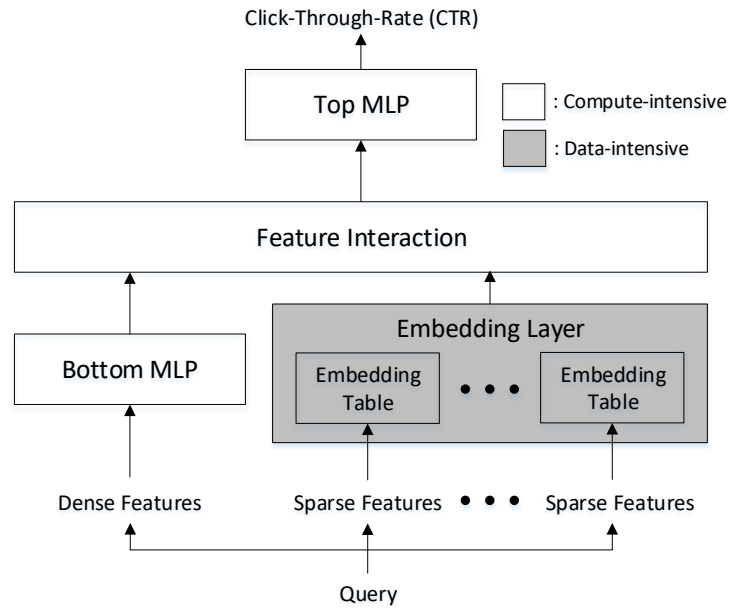 Click-Through-Rate (CTR)
Top MLP
: Compute-intensive
: Data-intensive
Feature Interaction
Bottom MLP
Embedding Layer
Embedding
Table
• • •
Embedding
Table
Dense Features
Sparse Features
• • •
Sparse Features
Query